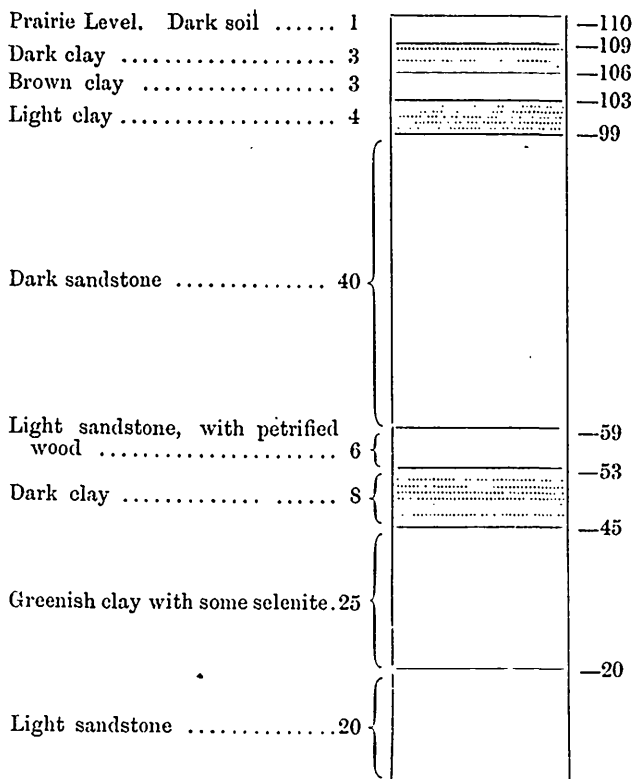 Prairie Level. Dark soil ...... 1 —110
—109
Dark clay .................... 3
—106
Brown clay .................. 3
—103
Light clay .................... 4
—99
Dark sandstone .............. 40
Light sandstone, with petrified —59
wood ...................... 6
—53
Dark clay ............. ...... 8
—45
Greenish clay with some selenite. 25
—20
Light sandstone .............. 20